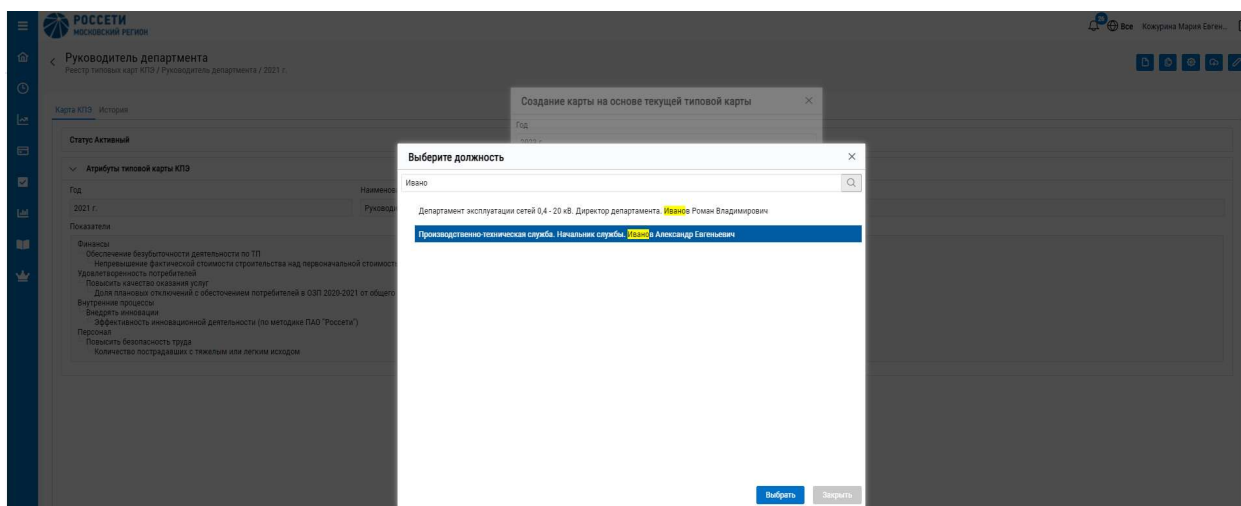 РОССЕТИ
МОСКОВСКИЙ РЕГИОН
Все Кожурина Мария Евген...
Руководитель департамента
Реестр типовых карт КПЭ / Руководитель департамента / 2021 г.
Создание карты на основе текущей типовой карты
Карта КПЭ История
Год
2022 г.
Статус Активный
Выберите должность
Атрибуты типовой карты КПЭ
Ивано
Год
Наименов
2021 г.
Руковод
Департамент эксплуатации сетей 0,4 - 20 кВ. Директор департамента. Иванов Роман Владимирович
Показатели
Производственно-техническая служба. Начальник службы. Иванов Александр Евгеньевич
Финансы
Обеспечение безубыточности деятельности по ТП
Непревышение фактической стоимости строительства над первоначальной стоимость
Удовлетворенность потребителей
Повысить качество оказания услуг
Доля плановых отключений с обесточением потребителей в ОЗП 2020-2021 от общего
Внутренние процессы
Внедрять инновации
Эффективность инновационной деятельности (по методике ПАО "Россети")
Персонал
Повысить безопасность труда
Количество пострадавших с тяжелым или легким исходом
Выбрать
Закрыть